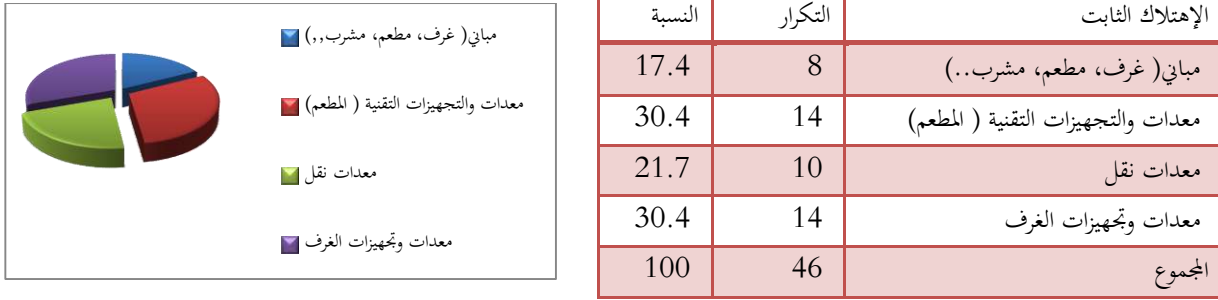 الإهتلاك الثابت التكرار النسبة
مباني( غرف، مطعم، مشرب..) 8 17.4
معدات والتجهيزات التقنية ( المطعم) 14 30.4
معدات نقل 10 21.7
معدات وتجهيزات الغرف 14 30.4
المجموع 46 100
مباني( غرف، مطعم، مشرب,,)
معدات والتجهيزات التقنية ( المطعم)
معدات نقل
معدات وتجهيزات الغرف